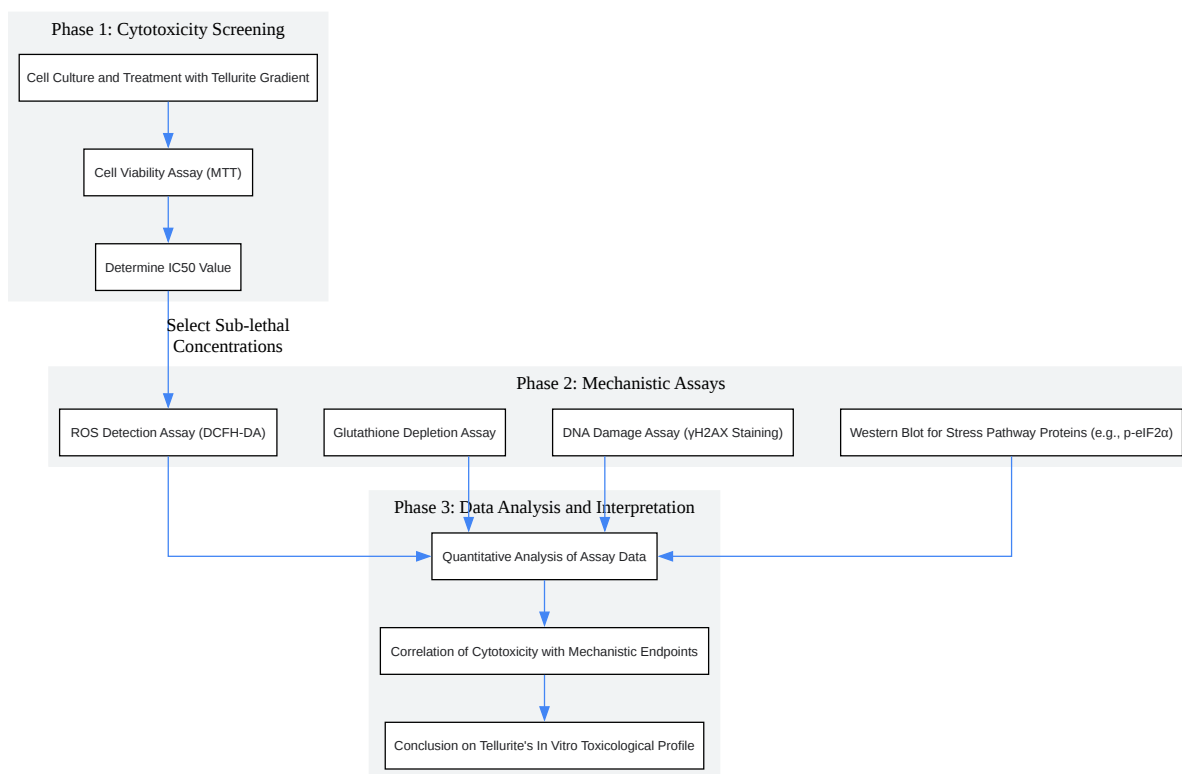 Phase 1: Cytotoxicity Screening
Cell Culture and Treatment with Tellurite Gradient
Cell Viability Assay (MTT)
Determine IC50 Value
Select Sub-lethal
Concentrations
Phase 2: Mechanistic Assays
ROS Detection Assay (DCFH-DA)
Glutathione Depletion Assay
DNA Damage Assay (γH2AX Staining)
Western Blot for Stress Pathway Proteins (e.g., p-eIF2α)
Phase 3: Data Analysis and Interpretation
Quantitative Analysis of Assay Data
Correlation of Cytotoxicity with Mechanistic Endpoints
Conclusion on Tellurite's In Vitro Toxicological Profile